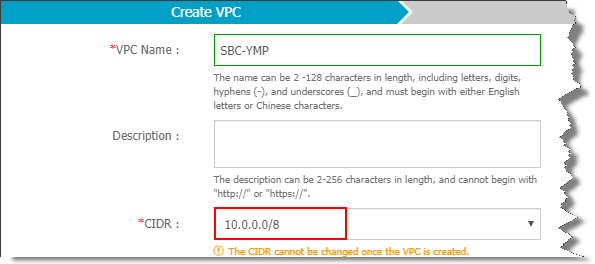 Create VPC
*VPC Name :
SBC-YMP
The name can be 2 -128 characters in length, including letters, digits,
hyphens (-), and underscores (_), and must begin with either English
letters or Chinese characters.
Description :
The description can be 2-256 characters in length, and cannot begin with
"http://" or "https://".
*CIDR :
10.0.0.0/8
The CIDR cannot be changed once the VPC is created.